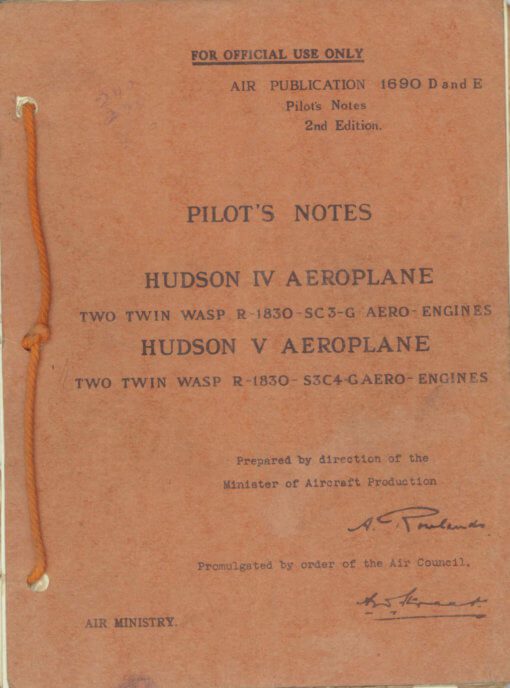 FOR OFFICIAL USE ONLY
AIR PUBLICATION 1690 D and E
Pilot's Notes
2nd Edition.
PILOT'S NOTES
HUDSON IV AEROPLANE
TWO TWIN WASP R-1830-SC3-G AERO-ENGINES
HUDSON V AEROPLANE
TWO TWIN WASP R-1830-S3C4-G AERO-ENGINES
Prepared by direction of the
Minister of Aircraft Production
A. Rowlands.
Promulgated by order of the Air Council.
AIR MINISTRY.